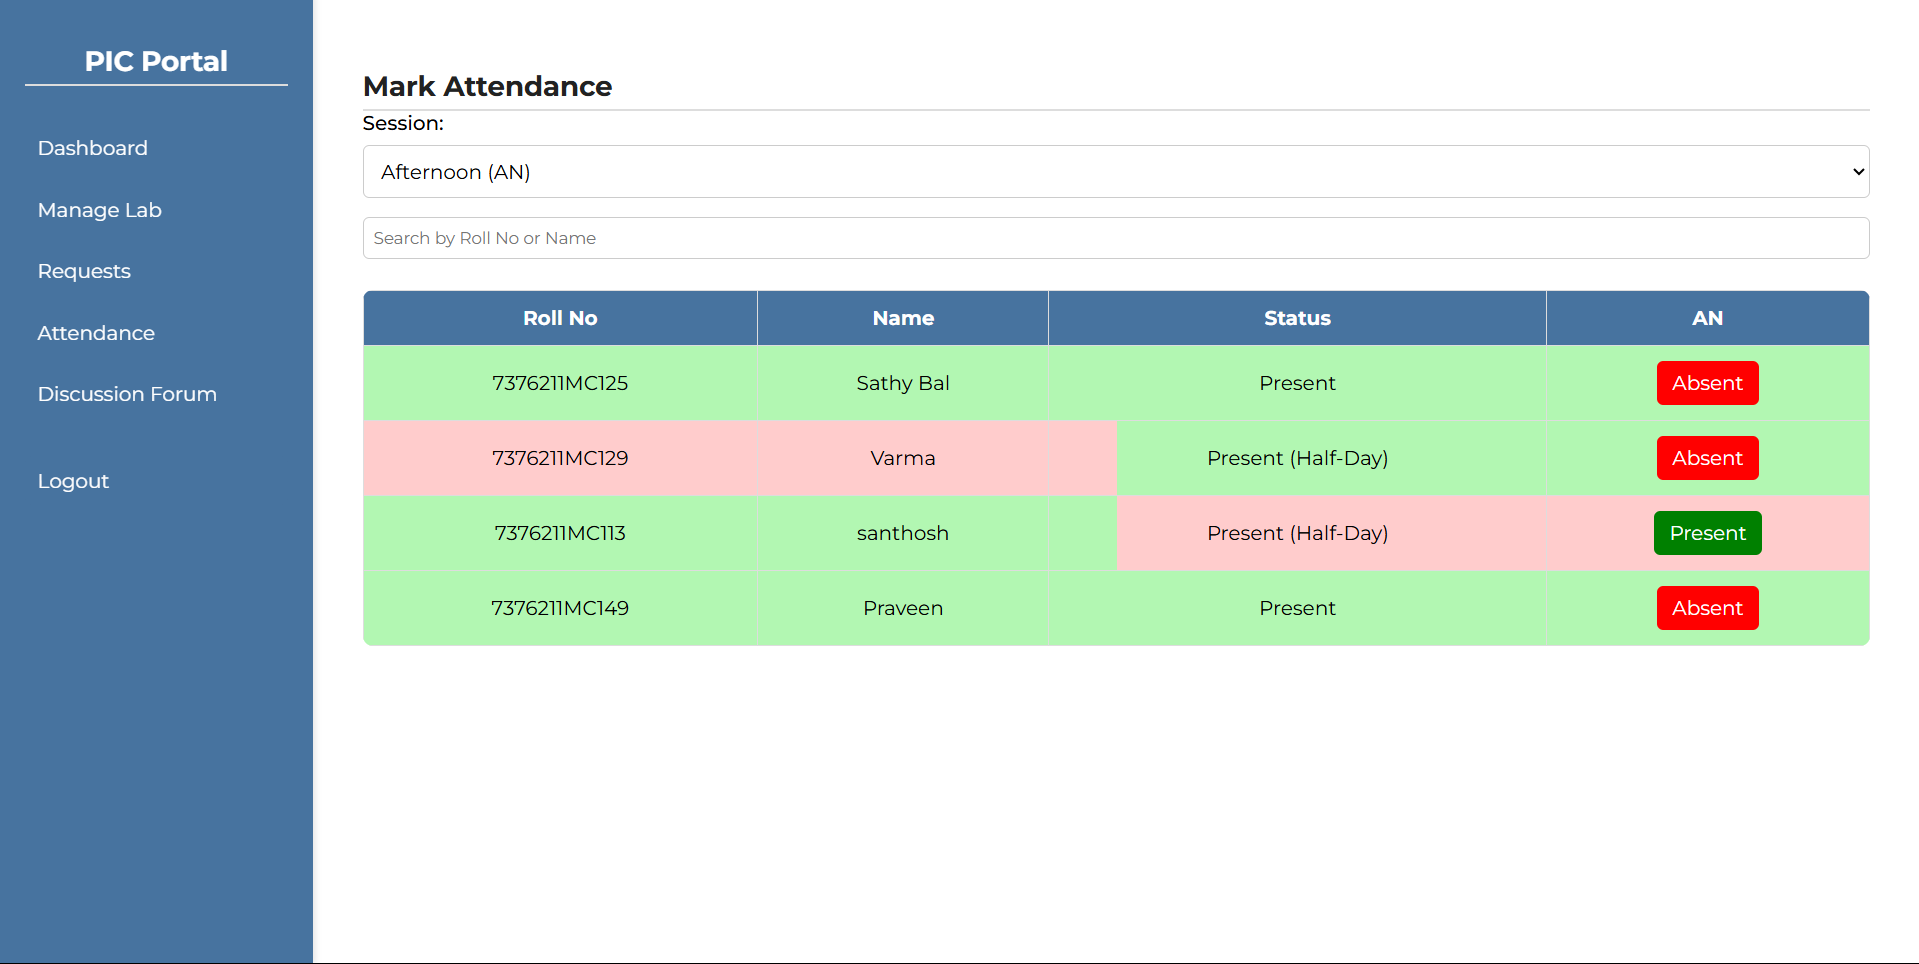 PIC Portal
Dashboard
Manage Lab
Requests
Attendance
Discussion Forum
Logout
Mark Attendance
Session:
Afternoon (AN)
Search by Roll No or Name
Roll No Name Status AN
7376211MC125 Sathy Bal Present Absent
7376211MC129 Varma Present (Half-Day) Absent
7376211MC113 santhosh Present (Half-Day) Present
7376211MC149 Praveen Present Absent